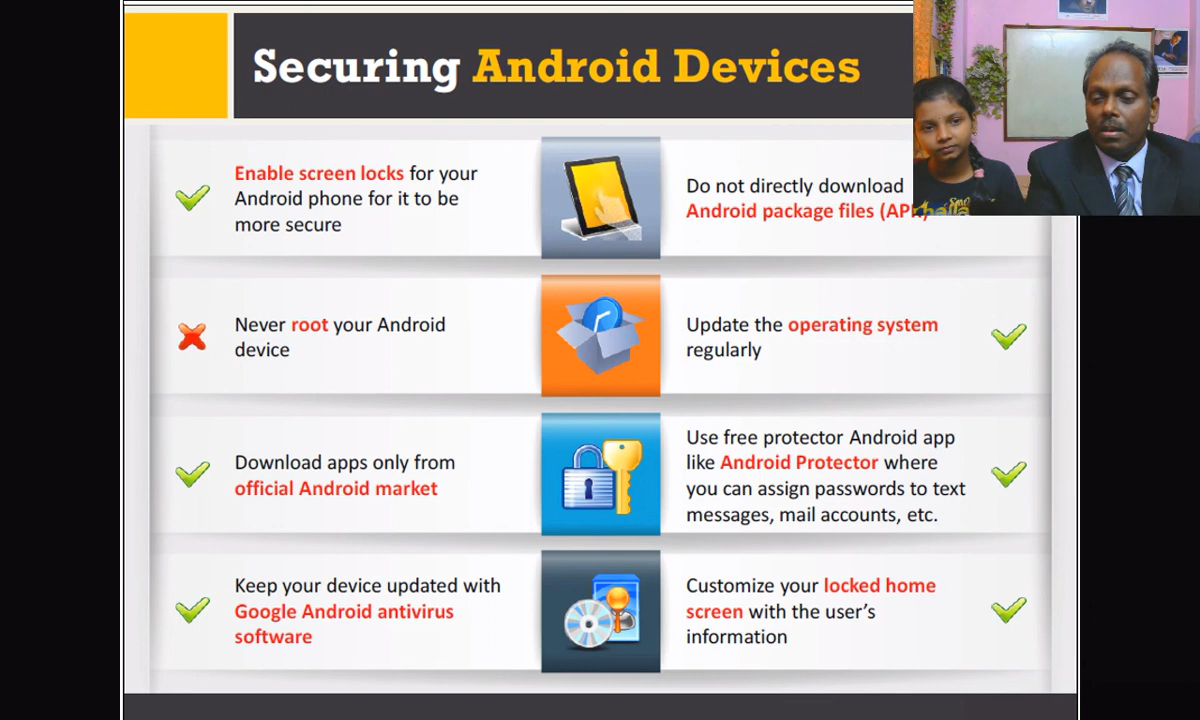 Securing Android Devices
Enable screen locks for your
Android phone for it to be
more secure
Do not directly download
Android package files (APK)
Never root your Android
device
Update the operating system
regularly
Download apps only from
official Android market
Use free protector Android app
like Android Protector where
you can assign passwords to text
messages, mail accounts, etc.
Keep your device updated with
Google Android antivirus
software
Customize your locked home
screen with the user's
information